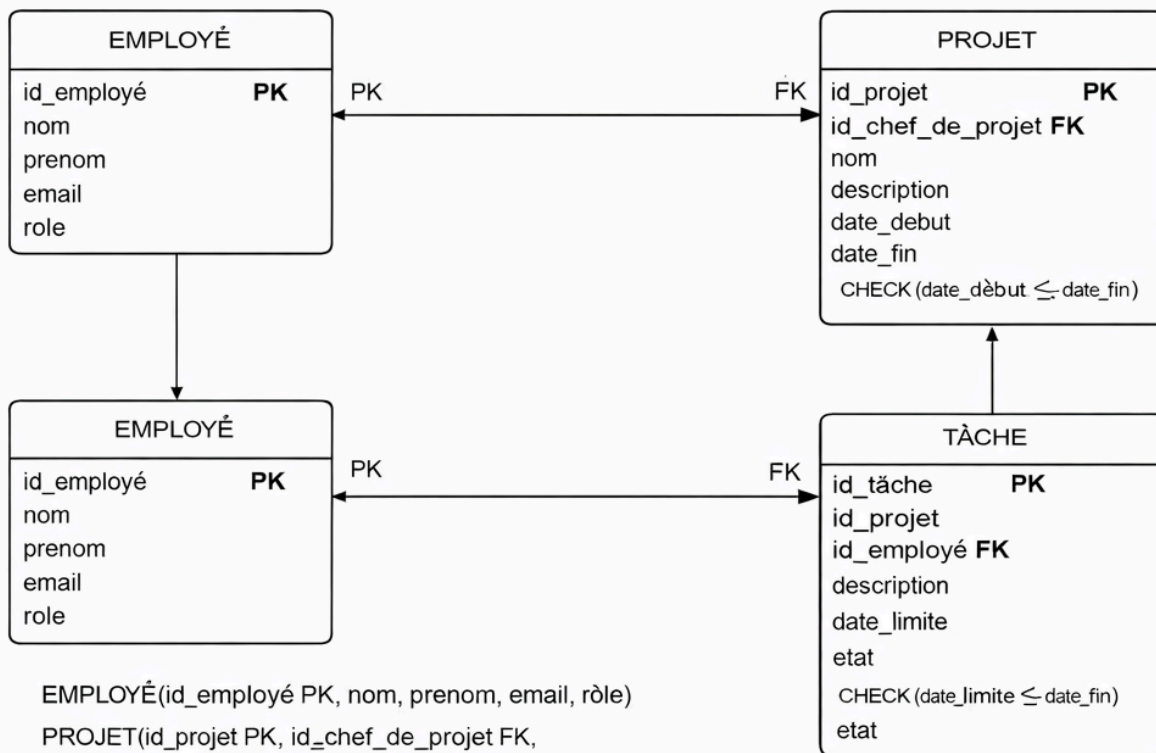 EMPLOYÉ
id_employé PK
nom
prenom
email
role
PK
FK
PROJET
id_projet PK
id_chef_de_projet FK
nom
description
date_debut
date_fin
CHECK (date_dèbut ≤ date_fin)
EMPLOYÉ
id_employé PK
nom
prenom
email
role
PK
FK
TÀCHE
id_tăche PK
id_projet
id_employé FK
description
date_limite
etat
CHECK (date_limite ≤ date_fin)
etat
EMPLOYÉ(id_employé PK, nom, prenom, email, ròle)
PROJET(id_projet PK, id_chef_de_projet FK,